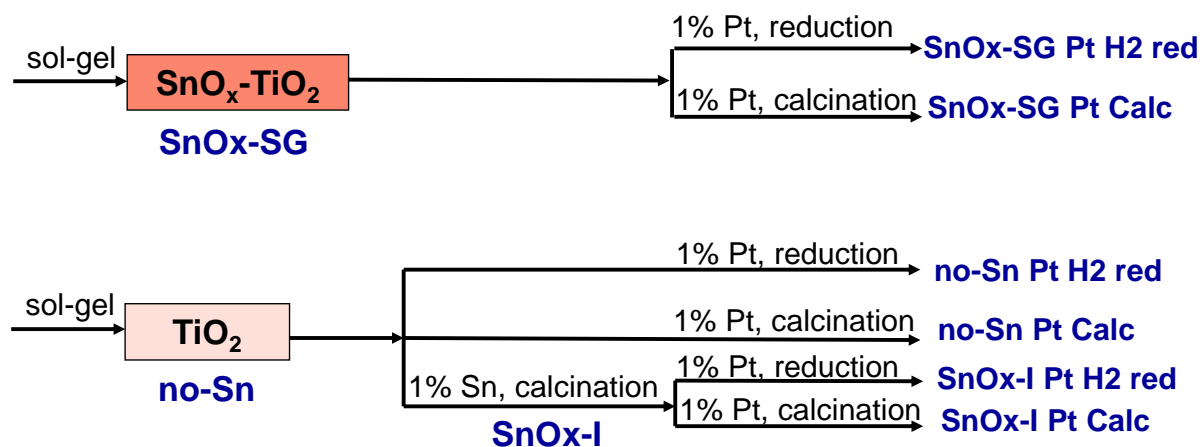 1% Pt, reduction
SnOx-SG Pt H2 red
sol-gel
SnOₓ-TiO₂
1% Pt, calcination
SnOx-SG Pt Calc
SnOx-SG
1% Pt, reduction
no-Sn Pt H2 red
sol-gel
TiO₂
1% Pt, calcination
no-Sn Pt Calc
no-Sn
1% Sn, calcination
1% Pt, reduction
SnOx-I Pt H2 red
SnOx-I
1% Pt, calcination
SnOx-I Pt Calc